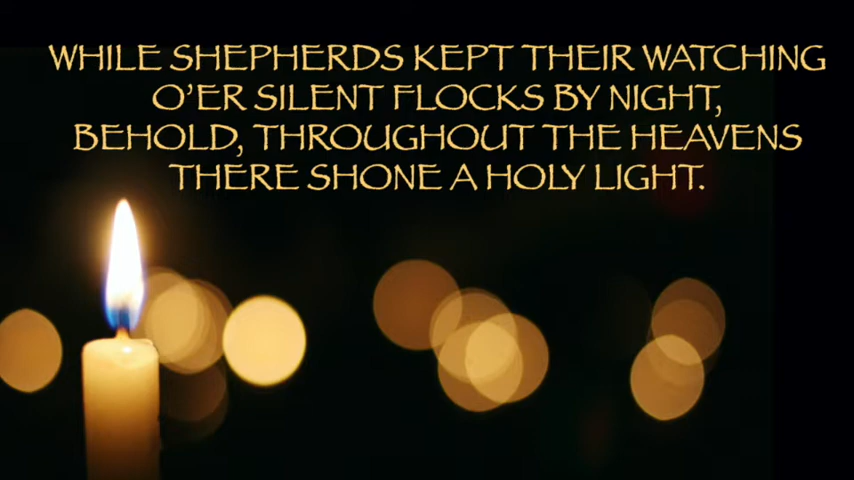 WHILE SHEPHERDS KEPT THEIR WATCHING
O’ER SILENT FLOCKS BY NIGHT,
BEHOLD, THROUGHOUT THE HEAVENS
THERE SHONE A HOLY LIGHT.